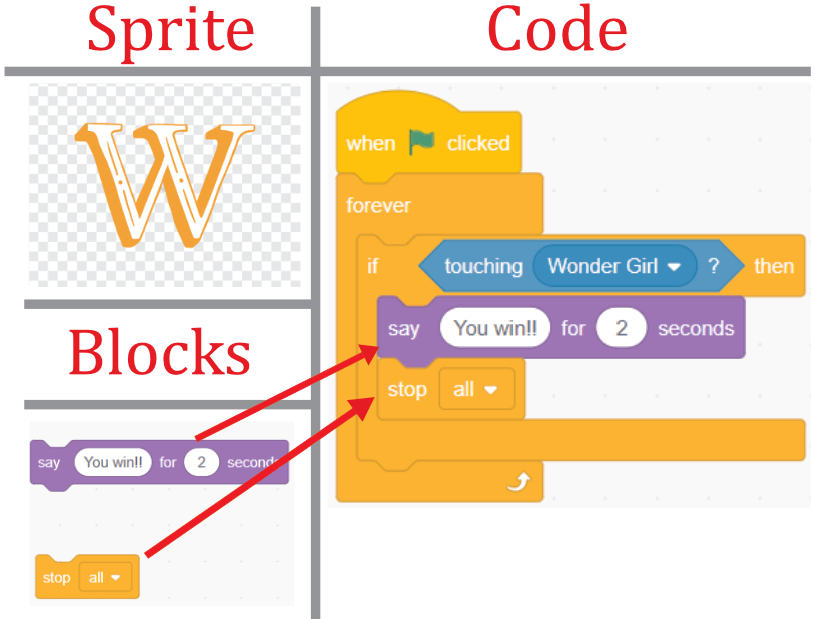 Sprite
Code
W
when clicked
forever
if touching Wonder Girl ? then
say You win!! for 2 seconds
stop all
Blocks
say You win!! for 2 seconds
stop all